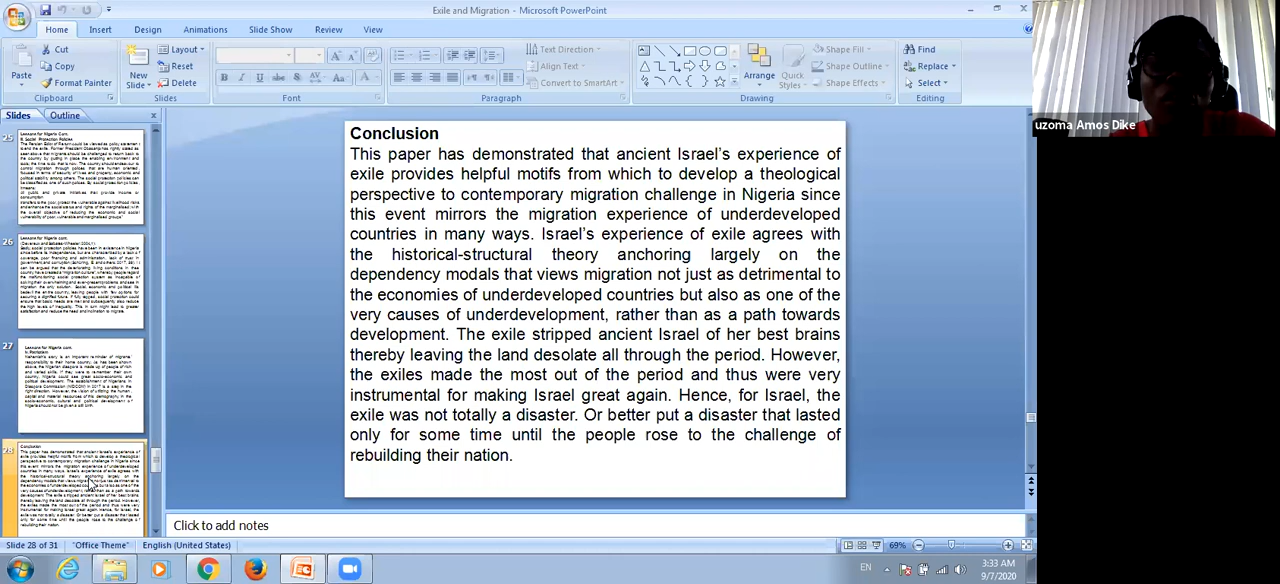 Exile and Migration - Microsoft PowerPoint
Home Insert Design Animations Slide Show Review View
Paste
Cut
Copy
Format Painter
Clipboard
New Slide
Layout
Reset
Delete
Slides
Font
Text Direction
Align Text
Convert to SmartArt
Paragraph
Arrange
Quick Styles
Shape Fill
Shape Outline
Shape Effects
Drawing
Find
Replace
Select
Editing
uzoma Amos Dike
Slides Outline
25
26
27
28
Conclusion
This paper has demonstrated that ancient Israel's experience of
exile provides helpful motifs from which to develop a theological
perspective to contemporary migration challenge in Nigeria since
this event mirrors the migration experience of underdeveloped
countries in many ways. Israel's experience of exile agrees with
the historical-structural theory anchoring largely on the
dependency models that views migration not just as detrimental to
the economies of underdeveloped countries but also as one of the
very causes of underdevelopment, rather than as a path towards
development. The exile stripped ancient Israel of her best brains
thereby leaving the land desolate all through the period. However,
the exiles made the most out of the period and thus were very
instrumental for making Israel great again. Hence, for Israel, the
exile was not totally a disaster. Or better put a disaster that lasted
only for some time until the people rose to the challenge of
rebuilding their nation.
Click to add notes
Slide 28 of 31 "Office Theme" English (United States) 69%
EN 3:33 AM
9/7/2020